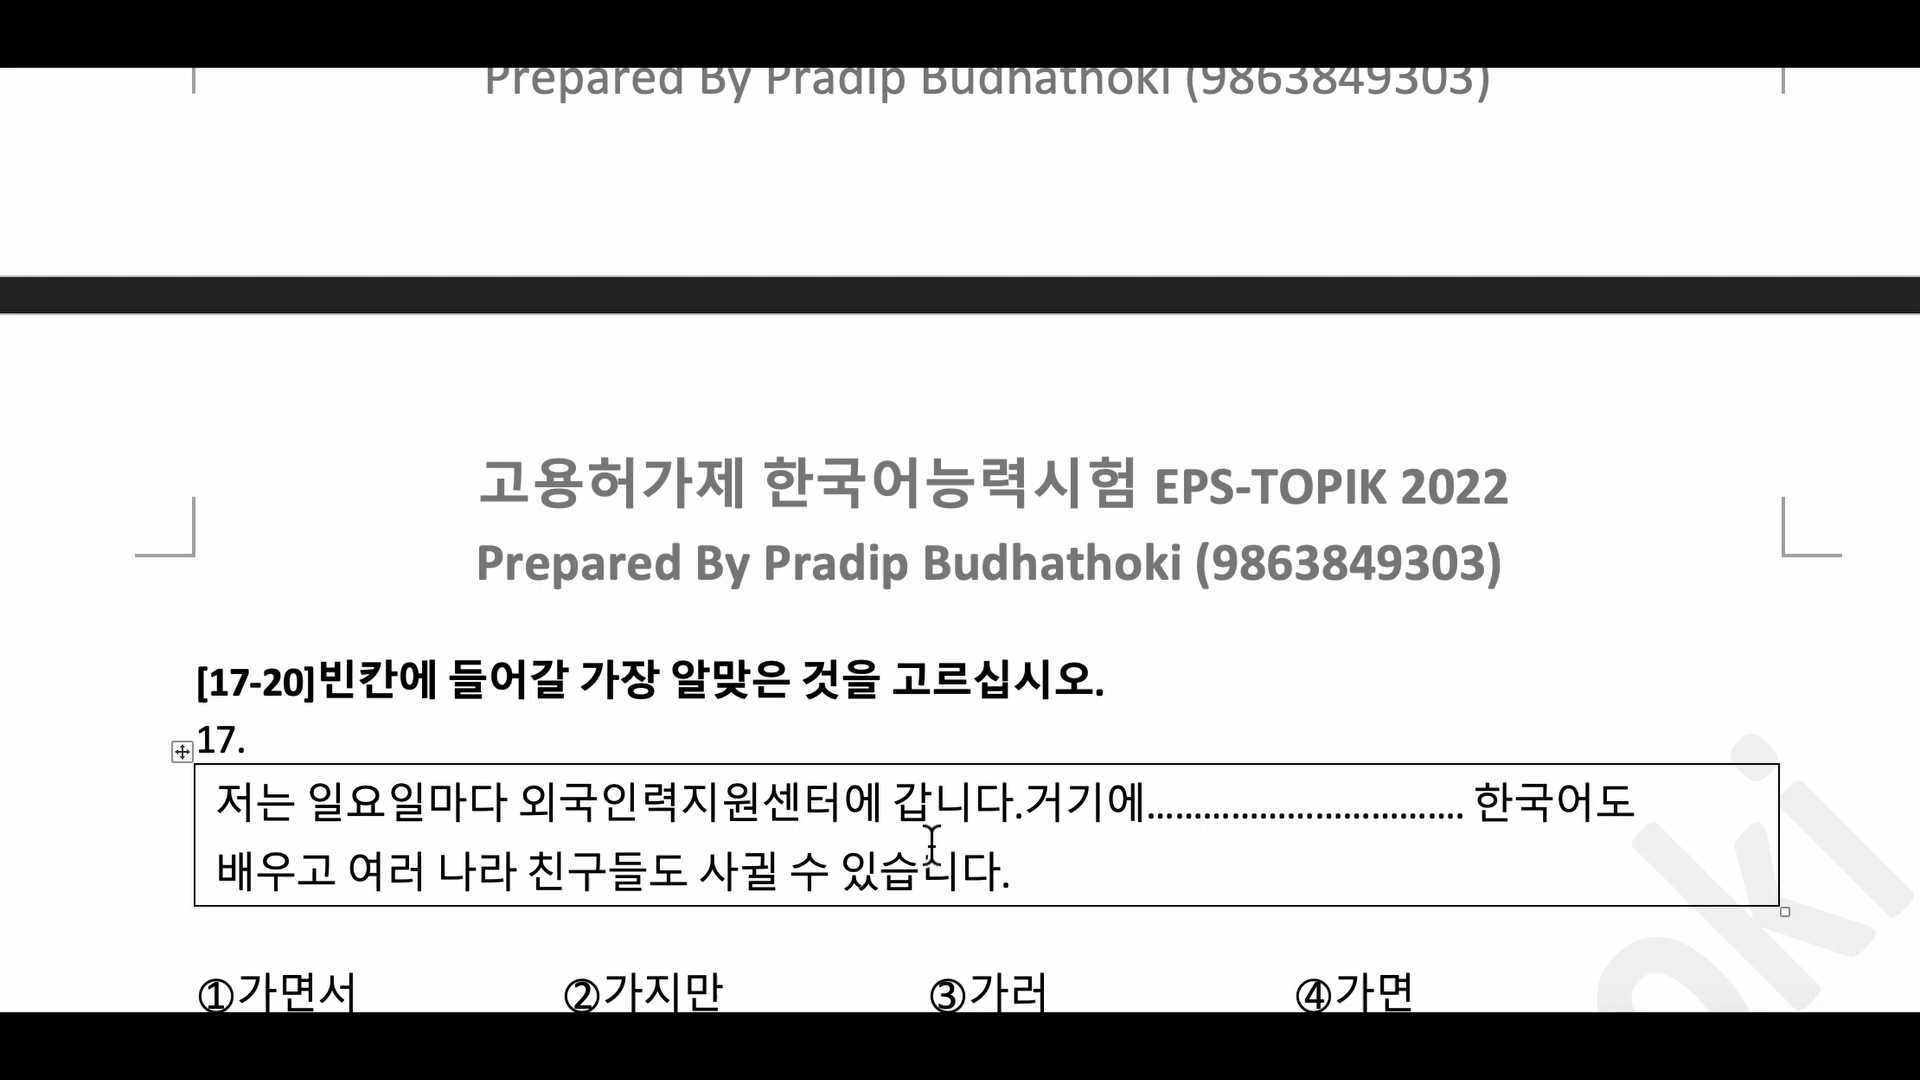 Prepared By Pradip Budhathoki (9863849303)
고용허가제 한국어능력시험 EPS-TOPIK 2022
Prepared By Pradip Budhathoki (9863849303)
[17-20]빈칸에 들어갈 가장 알맞은 것을 고르십시오.
17.
저는 일요일마다 외국인력지원센터에 갑니다.거기에.................................. 한국어도
배우고 여러 나라 친구들도 사귈 수 있습니다.
①가면서 ②가지만 ③가러 ④가면
oki